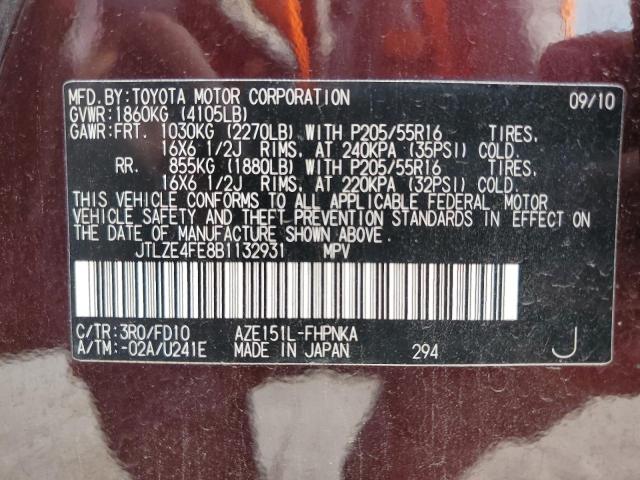 MFD.BY:TOYOTA MOTOR CORPORATION 09/10
GVWR:1860KG (4105LB)
GAWR:FRT. 1030KG (2270LB) WITH P205/55R16 TIRES,
16X6 1/2J RIMS, AT 240KPA (35PSI) COLD.
RR. 855KG (1880LB) WITH P205/55R16 TIRES,
16X6 1/2J RIMS, AT 220KPA (32PSI) COLD.
THIS VEHICLE CONFORMS TO ALL APPLICABLE FEDERAL MOTOR
VEHICLE SAFETY AND THEFT PREVENTION STANDARDS IN EFFECT ON
THE DATE OF MANUFACTURE SHOWN ABOVE.
JTLZE4FE8B1132931 MPV
C/TR:3R0/FD10 AZE151L-FHPNKA
A/TM:-02A/U241E MADE IN JAPAN 294 J